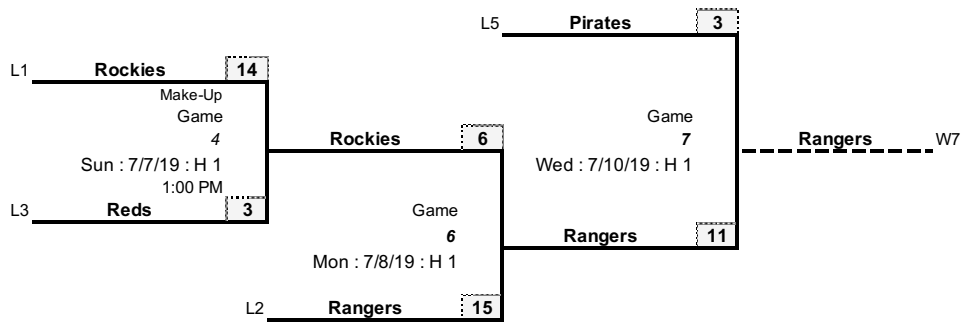 L5 Pirates 3
L1 Rockies 14
Make-Up
Game
4
Sun : 7/7/19 : H 1
1:00 PM
L3 Reds 3
Rockies 6
Game
6
Mon : 7/8/19 : H 1
L2 Rangers 15
Game
7
Wed : 7/10/19 : H 1
Rangers 11
Rangers W7